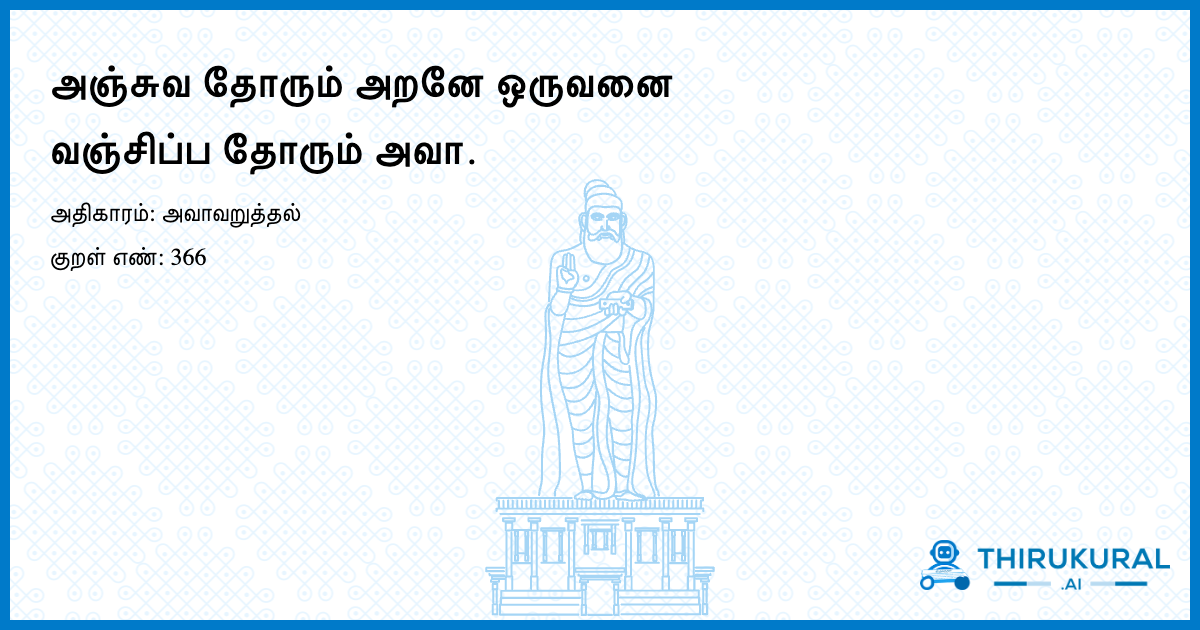 அஞ்சுவ தோரும் அறனே ஒருவனை
வஞ்சிப்ப தோரும் அவா.
அதிகாரம்: அவாவறுத்தல்
குறள் எண்: 366
THIRUKURAL
.AI